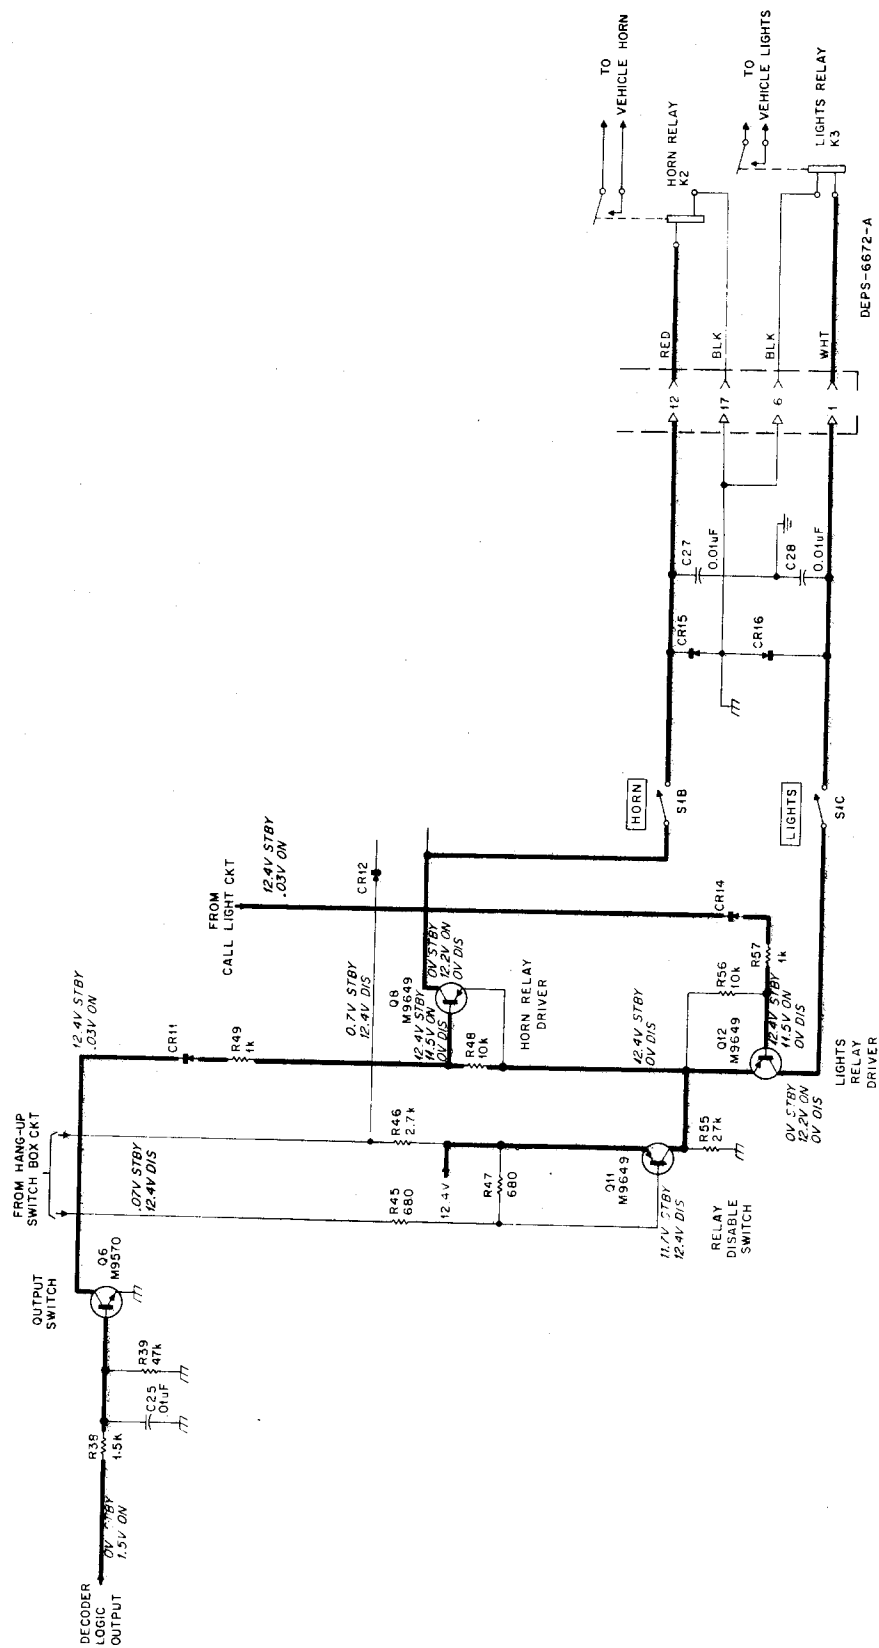 TO
VEHICLE HORN
TO
VEHICLE LIGHTS
HORN RELAY
K2
LIGHTS RELAY
K3
RED
BLK
BLK
WHT
12
17
6
1
DEPS-6672-A
C27
0.01uF
C28
0.01uF
CR15
CR16
HORN
S1B
LIGHTS
S1C
FROM
CALL LIGHT CKT
12.4V STBY
.03V ON
CR12
CR14
12.4V STBY
.03V ON
CR11
R49
1k
0.7V STBY
12.4V DIS
0V STBY
12.2V ON
0V DIS
Q8
M9649
12.4V STBY
11.5V ON
0V DIS
HORN RELAY
DRIVER
R48
10k
12.4V STBY
0V DIS
R56
10k
R57
1k
Q12
M9649
12.4V STBY
11.5V ON
0V DIS
0V STBY
12.2V ON
0V DIS
LIGHTS
RELAY
DRIVER
FROM HANG-UP
SWITCH BOX CKT
.07V STBY
12.4V DIS
R46
2.7k
R45
680
12.4V
R47
680
Q11
M9649
R55
27k
11.7V STBY
12.4V DIS
RELAY
DISABLE
SWITCH
OUTPUT
SWITCH
Q6
M9570
R39
47k
C25
.01uF
R38
1.5k
0V STBY
1.5V ON
DECODER
LOGIC
OUTPUT